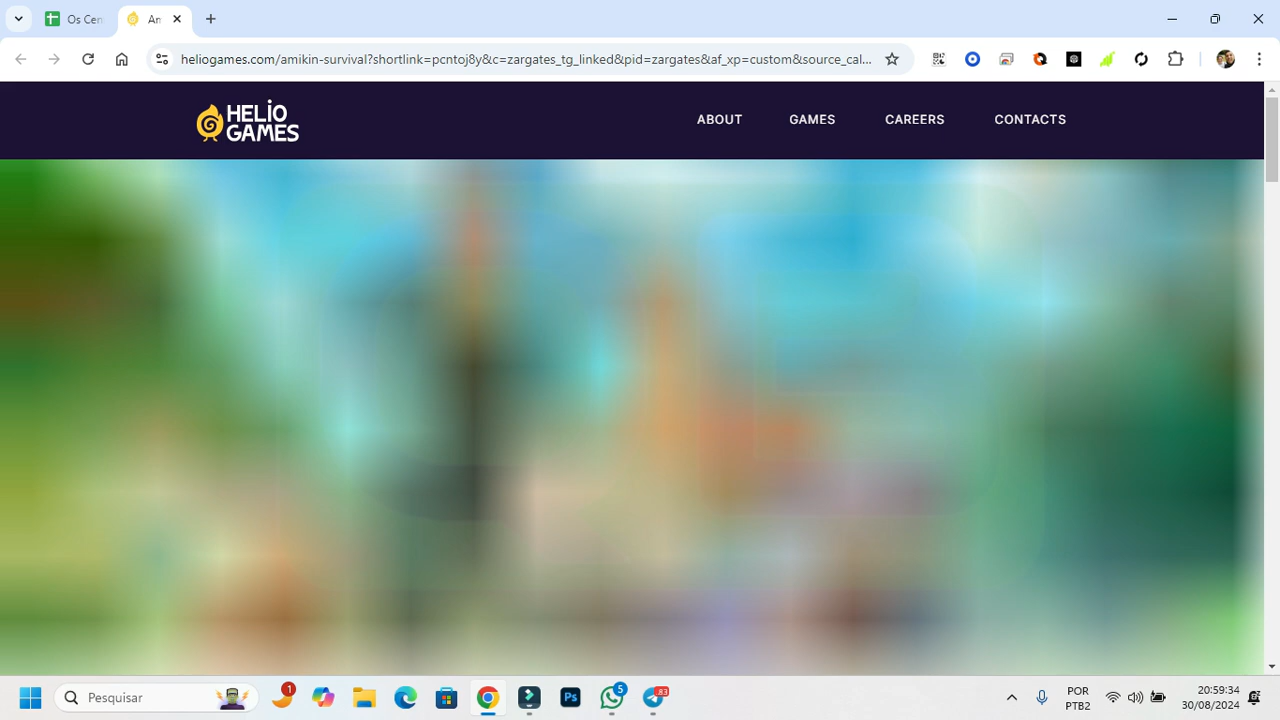 Os Cen
An
heliogames.com/amikin-survival?shortlink=pcntoj8y&c=zargates_tg_linked&pid=zargates&af_xp=custom&source_cal...
HELIO GAMES
ABOUT
GAMES
CAREERS
CONTACTS
Pesquisar
1
Ps
5
83
POR
PTB2
20:59:34
30/08/2024